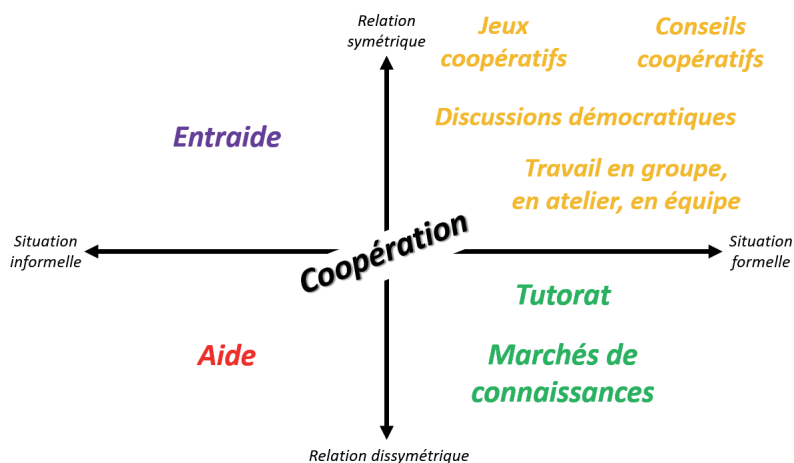 Relation
symétrique
Jeux
coopératifs
Conseils
coopératifs
Discussions démocratiques
Entraide
Travail en groupe,
en atelier, en équipe
Situation
informelle
Coopération
Situation
formelle
Tutorat
Aide
Marchés de
connaissances
Relation dissymétrique